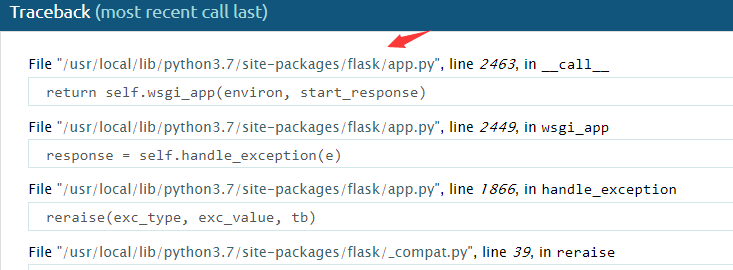 Traceback (most recent call last)
File "/usr/local/lib/python3.7/site-packages/flask/app.py", line 2463, in __call__
return self.wsgi_app(environ, start_response)
File "/usr/local/lib/python3.7/site-packages/flask/app.py", line 2449, in wsgi_app
response = self.handle_exception(e)
File "/usr/local/lib/python3.7/site-packages/flask/app.py", line 1866, in handle_exception
reraise(exc_type, exc_value, tb)
File "/usr/local/lib/python3.7/site-packages/flask/_compat.py", line 39, in reraise